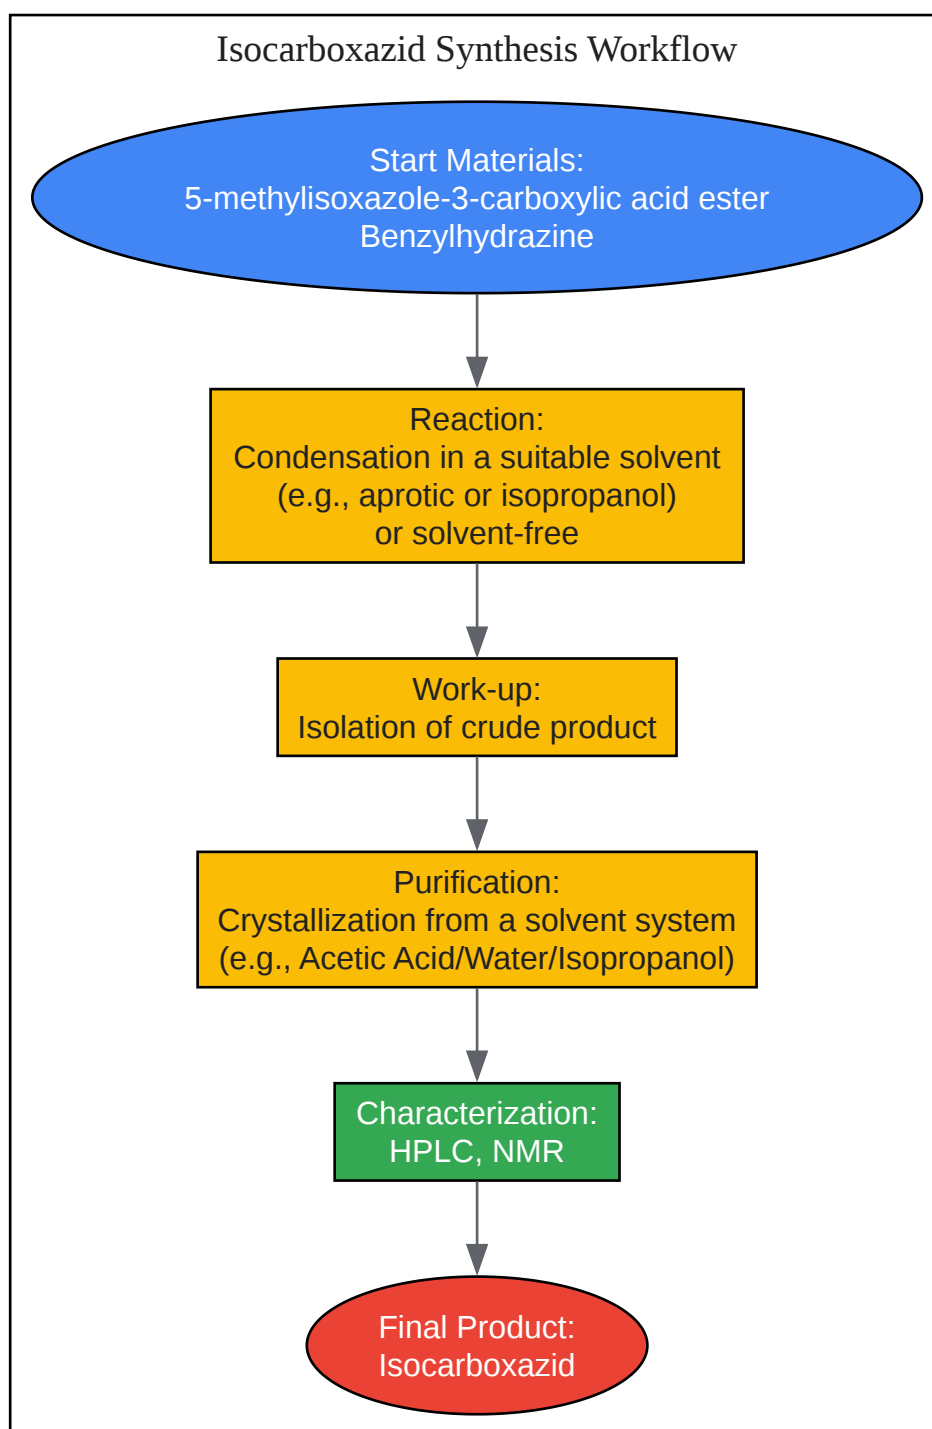 Isocarboxazid Synthesis Workflow
Start Materials:
5-methylisoxazole-3-carboxylic acid ester
Benzylhydrazine
Reaction:
Condensation in a suitable solvent
(e.g., aprotic or isopropanol)
or solvent-free
Work-up:
Isolation of crude product
Purification:
Crystallization from a solvent system
(e.g., Acetic Acid/Water/Isopropanol)
Characterization:
HPLC, NMR
Final Product:
Isocarboxazid